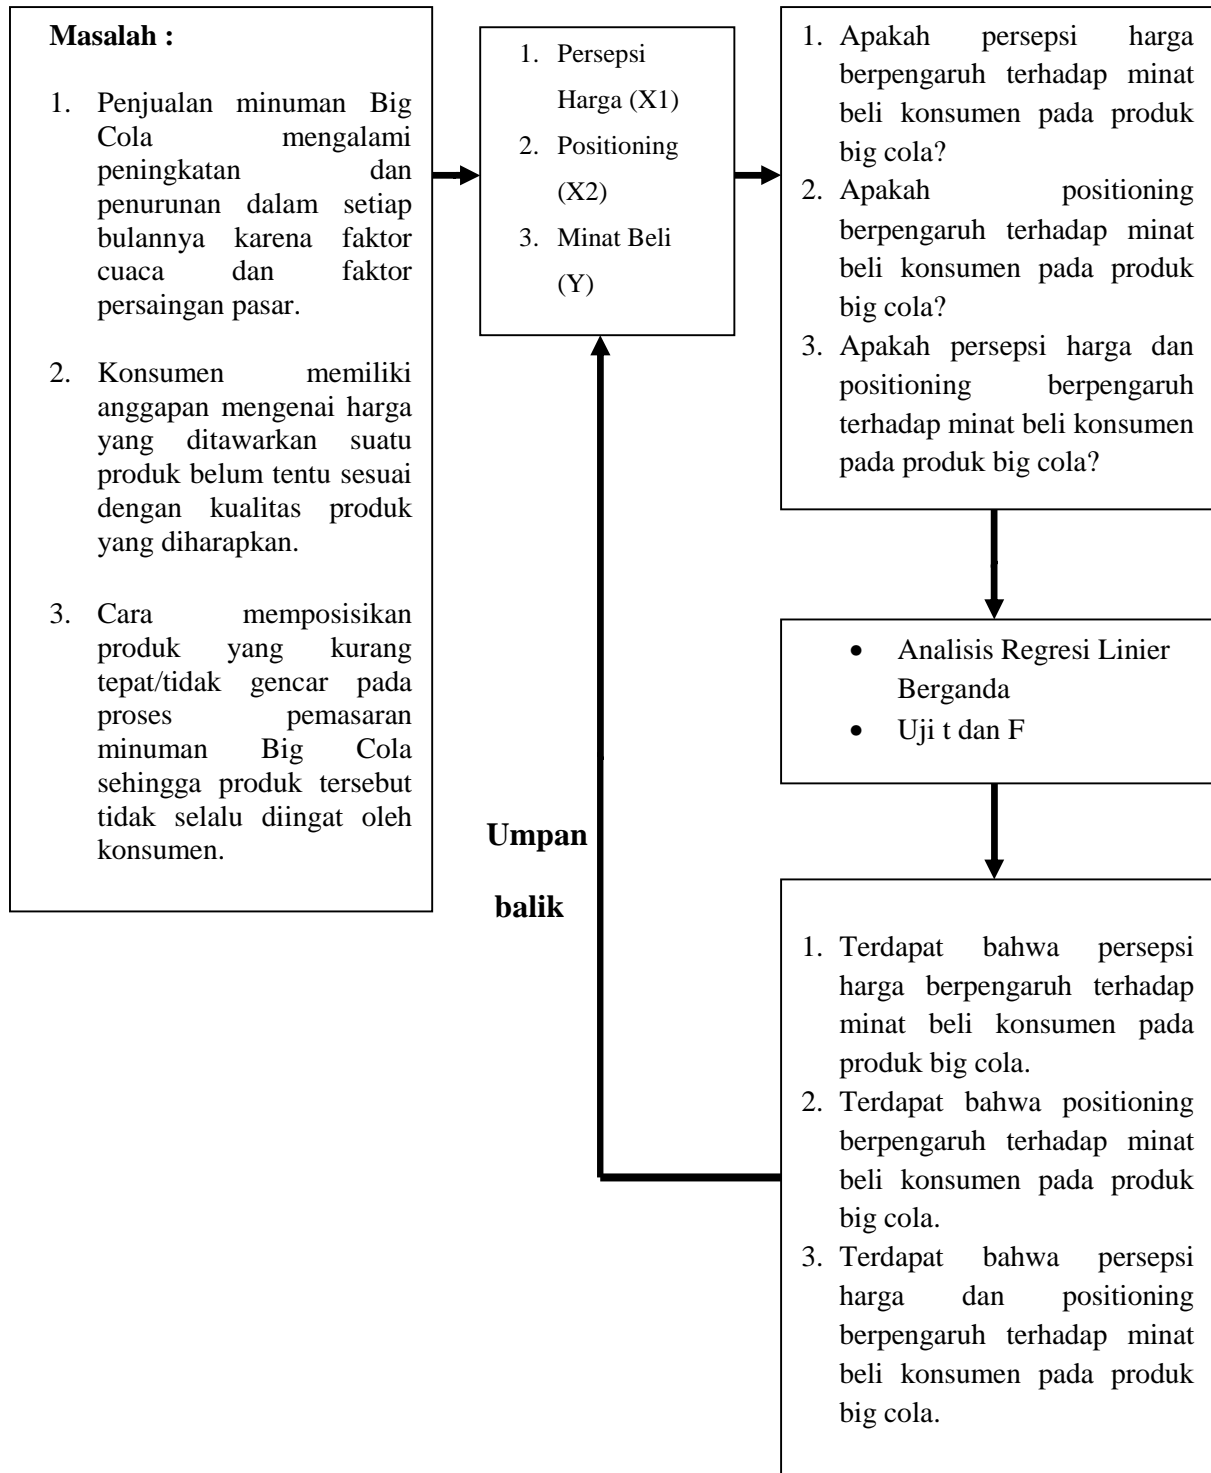 Masalah :
1. Penjualan minuman Big
Cola mengalami
peningkatan dan
penurunan dalam setiap
bulannya karena faktor
cuaca dan faktor
persaingan pasar.
2. Konsumen memiliki
anggapan mengenai harga
yang ditawarkan suatu
produk belum tentu sesuai
dengan kualitas produk
yang diharapkan.
3. Cara memposisikan
produk yang kurang
tepat/tidak gencar pada
proses pemasaran
minuman Big Cola
sehingga produk tersebut
tidak selalu diingat oleh
konsumen.
1. Persepsi
Harga (X1)
2. Positioning
(X2)
3. Minat Beli
(Y)
1. Apakah persepsi harga
berpengaruh terhadap minat
beli konsumen pada produk
big cola?
2. Apakah positioning
berpengaruh terhadap minat
beli konsumen pada produk
big cola?
3. Apakah persepsi harga dan
positioning berpengaruh
terhadap minat beli konsumen
pada produk big cola?
• Analisis Regresi Linier
Berganda
• Uji t dan F
Umpan
balik
1. Terdapat bahwa persepsi
harga berpengaruh terhadap
minat beli konsumen pada
produk big cola.
2. Terdapat bahwa positioning
berpengaruh terhadap minat
beli konsumen pada produk
big cola.
3. Terdapat bahwa persepsi
harga dan positioning
berpengaruh terhadap minat
beli konsumen pada produk
big cola.